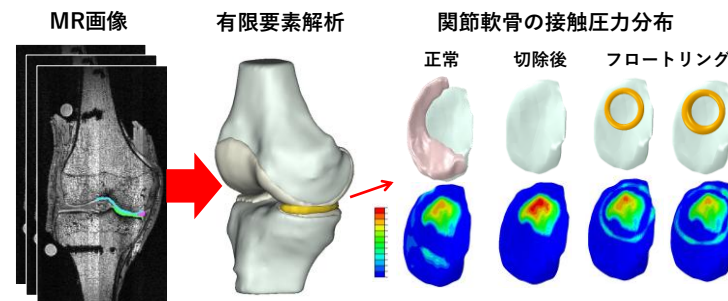 MR画像
有限要素解析
関節軟骨の接触圧力分布
正常
切除後
フロートリング